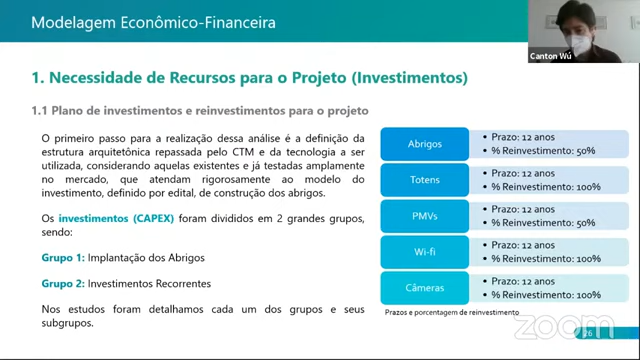 Modelagem Econômico-Financeira
Canton Wú
1. Necessidade de Recursos para o Projeto (Investimentos)
1.1 Plano de investimentos e reinvestimentos para o projeto
O primeiro passo para a realização dessa análise é a definição da
estrutura arquitetônica repassada pelo CTM e da tecnologia a ser
utilizada, considerando aquelas existentes e já testadas amplamente
no mercado, que atendam rigorosamente ao modelo do
investimento, definido por edital, de construção dos abrigos.
Os investimentos (CAPEX) foram divididos em 2 grandes grupos,
sendo:
Grupo 1: Implantação dos Abrigos
Grupo 2: Investimentos Recorrentes
Nos estudos foram detalhamos cada um dos grupos e seus
subgrupos.
Abrigos
• Prazo: 12 anos
• % Reinvestimento: 50%
Totens
• Prazo: 12 anos
• % Reinvestimento: 100%
PMVs
• Prazo: 12 anos
• % Reinvestimento: 50%
Wi-fi
• Prazo: 12 anos
• % Reinvestimento: 100%
Câmeras
• Prazo: 12 anos
• % Reinvestimento: 100%
Prazos e porcentagem de reinvestimento
zoom
26